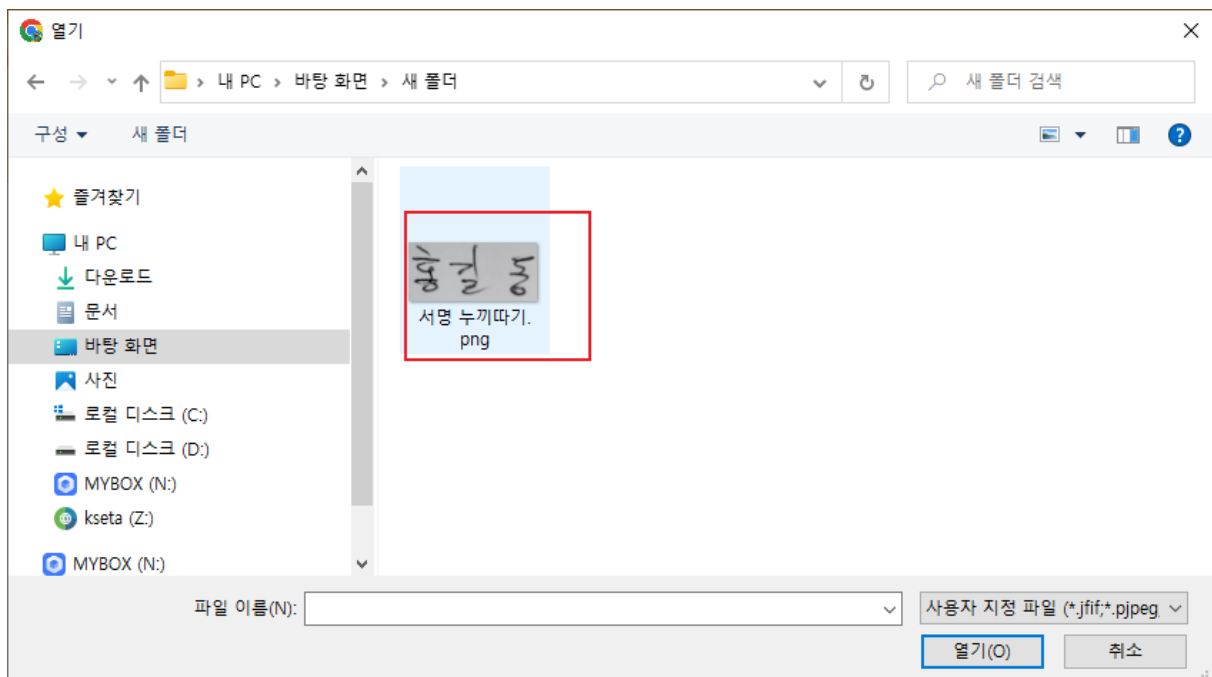 열기
내 PC › 바탕 화면 › 새 폴더
새 폴더 검색
구성
새 폴더
즐겨찾기
내 PC
다운로드
문서
바탕 화면
사진
로컬 디스크 (C:)
로컬 디스크 (D:)
MYBOX (N:)
kseta (Z:)
MYBOX (N:)
홍길동
서명 누끼따기.
png
파일 이름(N):
사용자 지정 파일 (*.jfif;*.pjpeg
열기(O)
취소